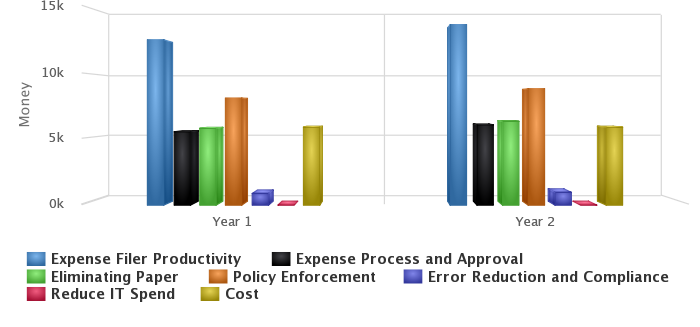 15k
10k
5k
0k
Money
Year 1 Year 2
Expense Filer Productivity Expense Process and Approval
Eliminating Paper Policy Enforcement Error Reduction and Compliance
Reduce IT Spend Cost